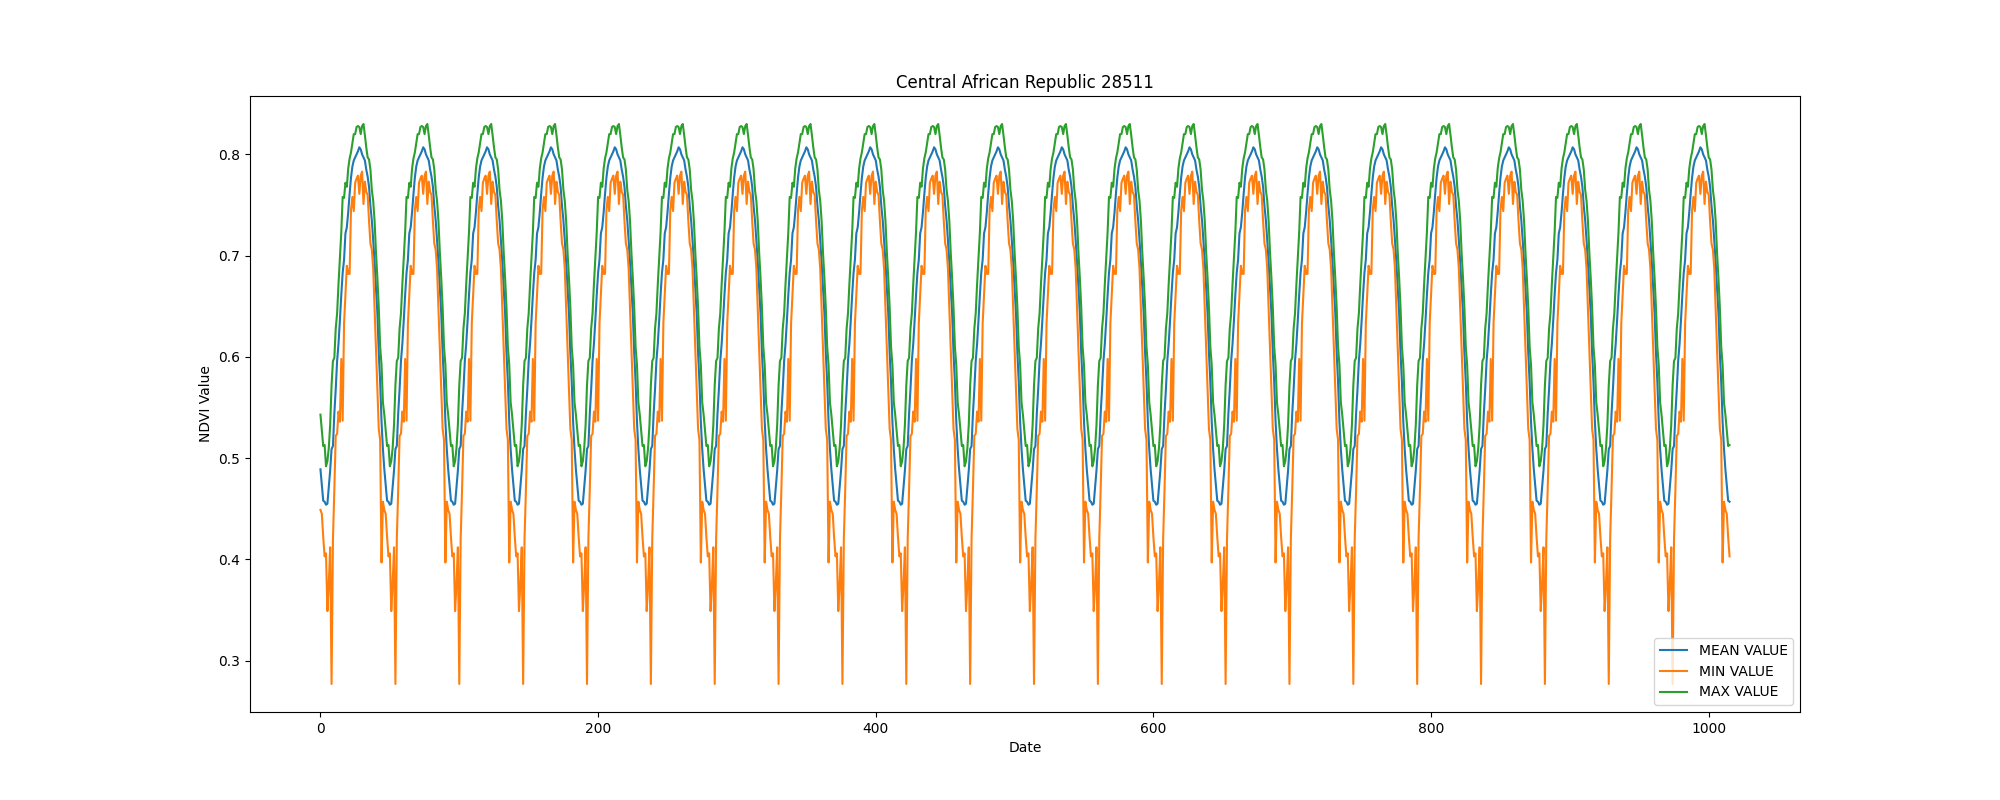 Central African Republic 28511
NDVI Value
0.8
0.7
0.6
0.5
0.4
0.3
0
200
400
600
800
1000
Date
MEAN VALUE
MIN VALUE
MAX VALUE